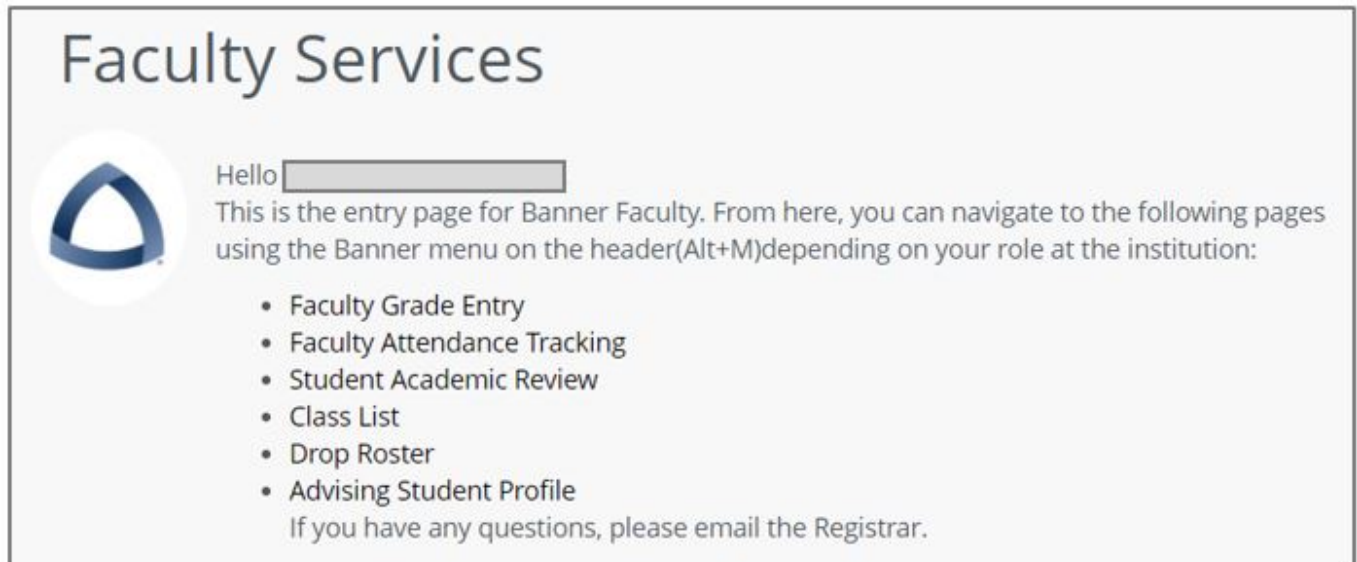 Faculty Services
Hello
This is the entry page for Banner Faculty. From here, you can navigate to the following pages
using the Banner menu on the header(Alt+M)depending on your role at the institution:
• Faculty Grade Entry
• Faculty Attendance Tracking
• Student Academic Review
• Class List
• Drop Roster
• Advising Student Profile
If you have any questions, please email the Registrar.